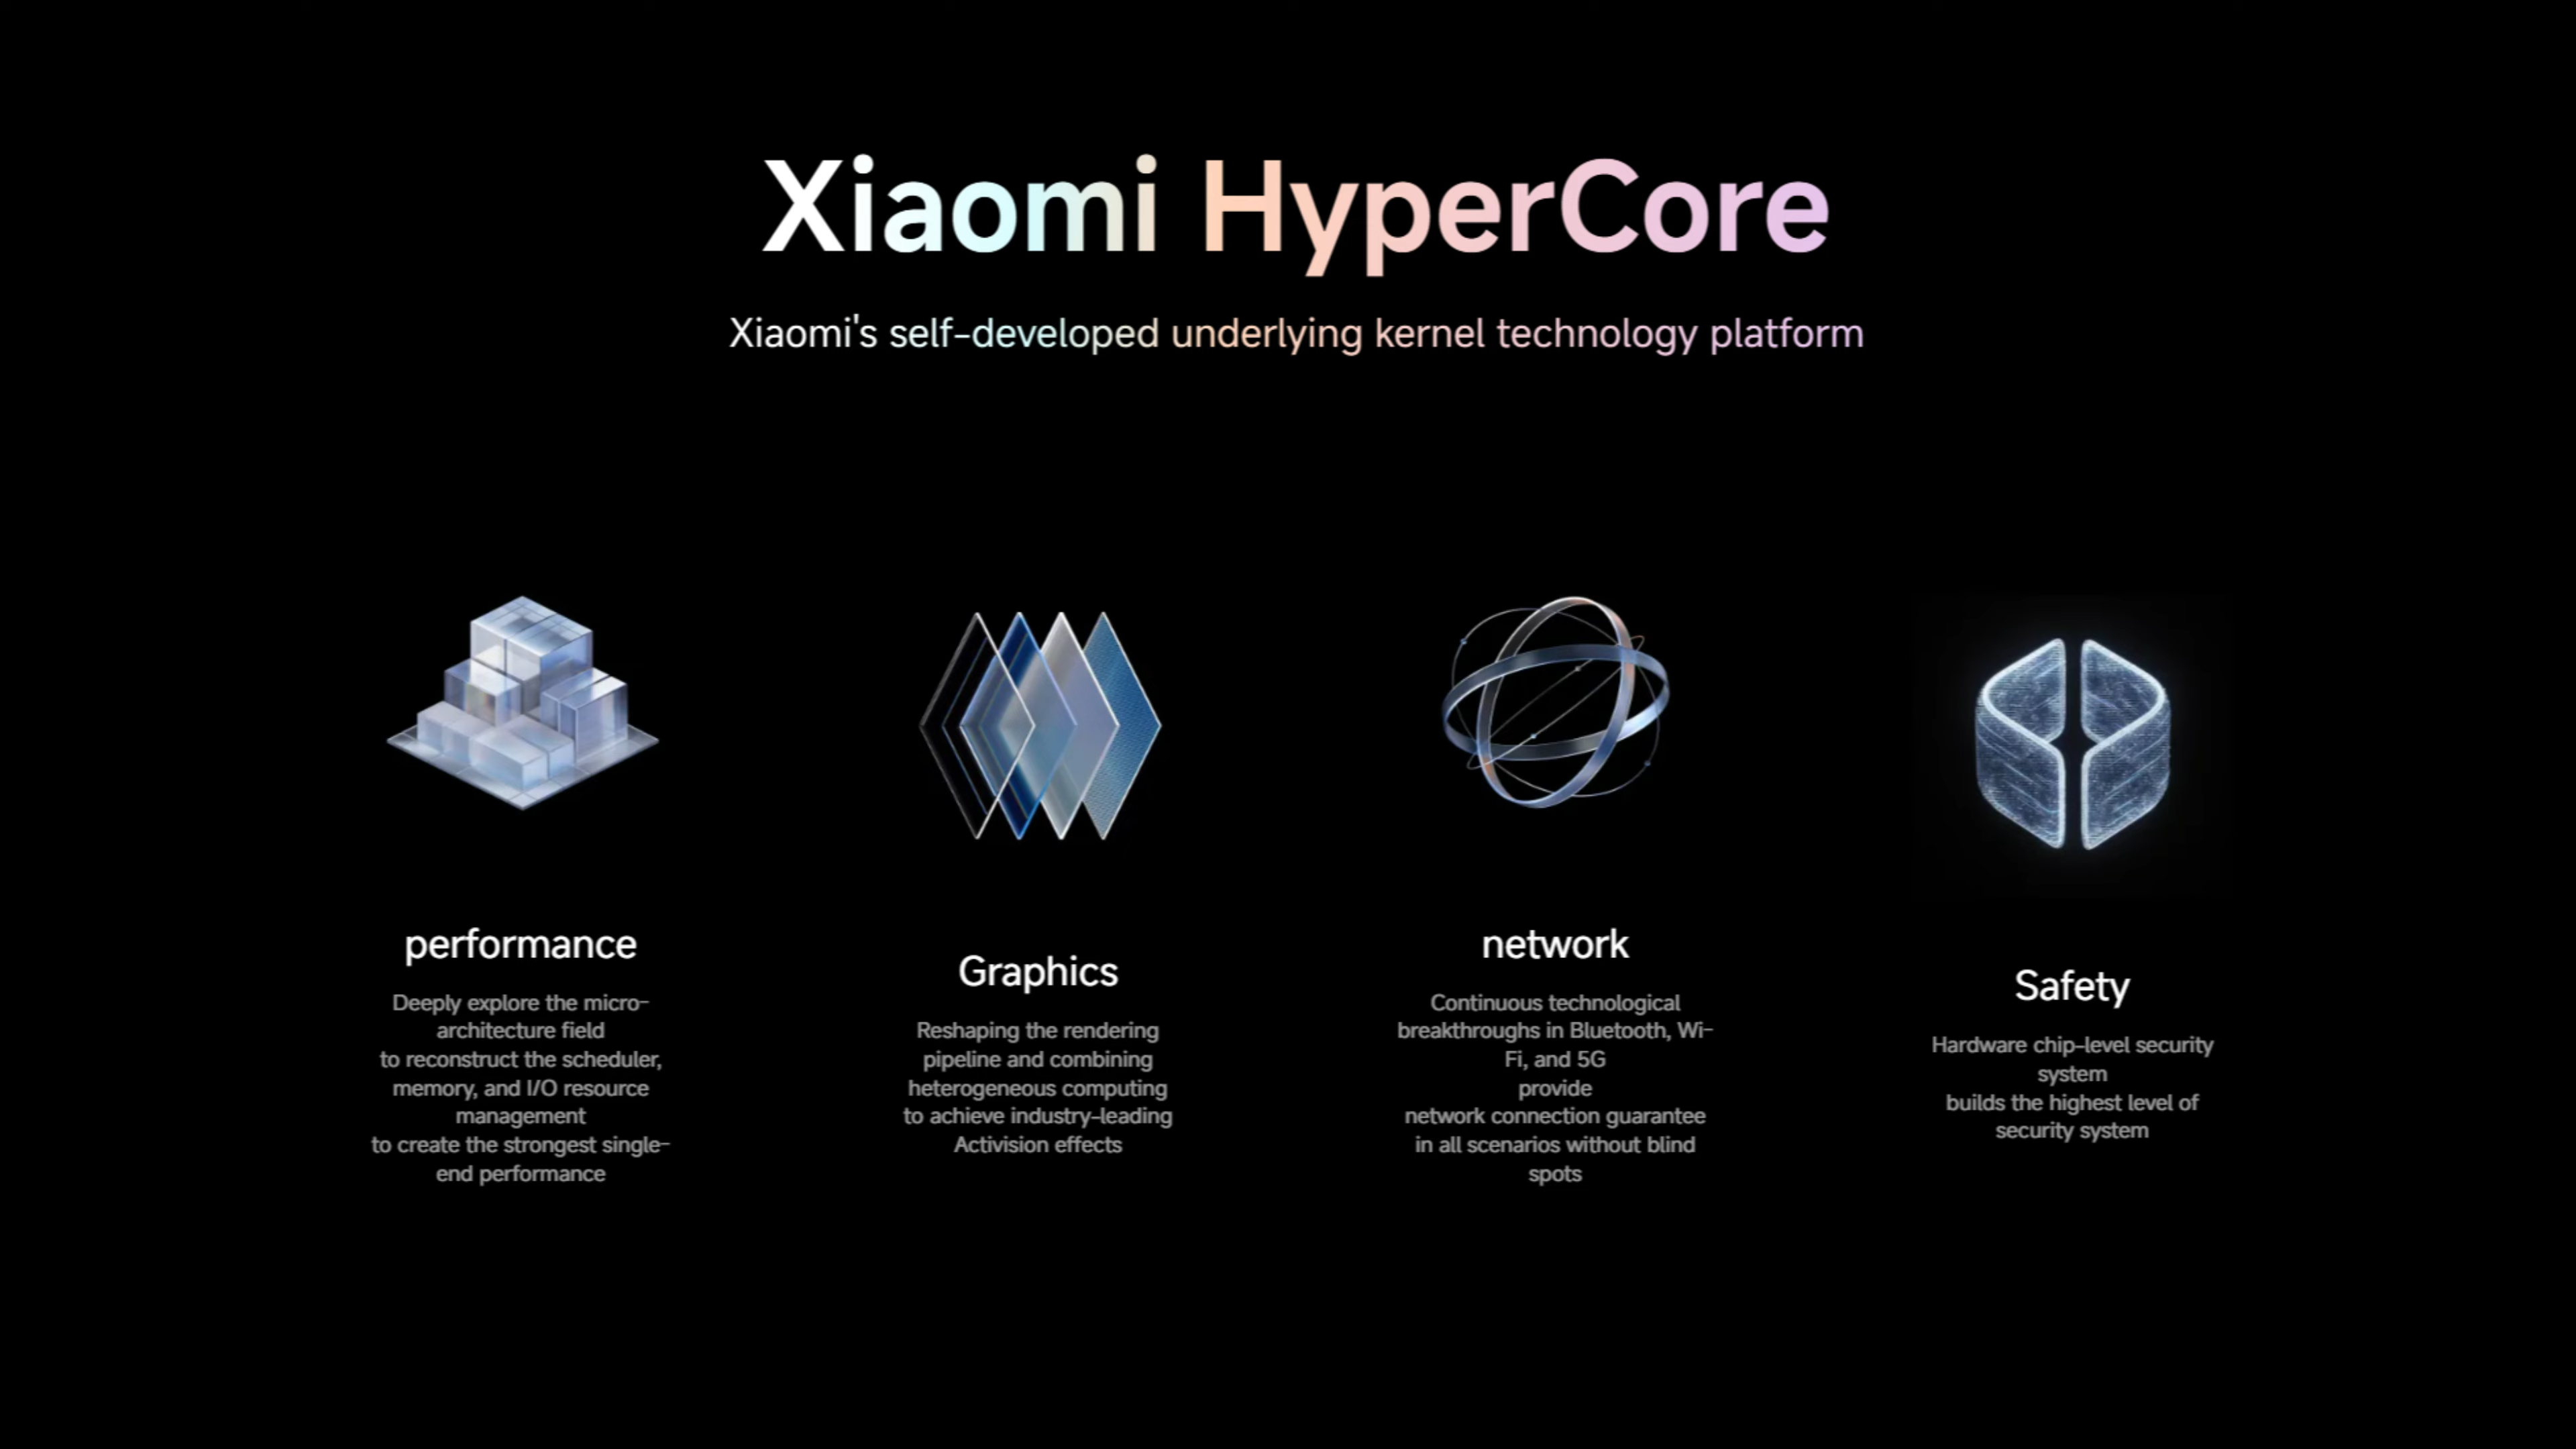 Xiaomi HyperCore
Xiaomi's self-developed underlying kernel technology platform
performance
Deeply explore the micro-
architecture field
to reconstruct the scheduler,
memory, and I/O resource
management
to create the strongest single-
end performance
Graphics
Reshaping the rendering
pipeline and combining
heterogeneous computing
to achieve industry-leading
Activision effects
network
Continuous technological
breakthroughs in Bluetooth, Wi-
Fi, and 5G
provide
network connection guarantee
in all scenarios without blind
spots
Safety
Hardware chip-level security
system
builds the highest level of
security system